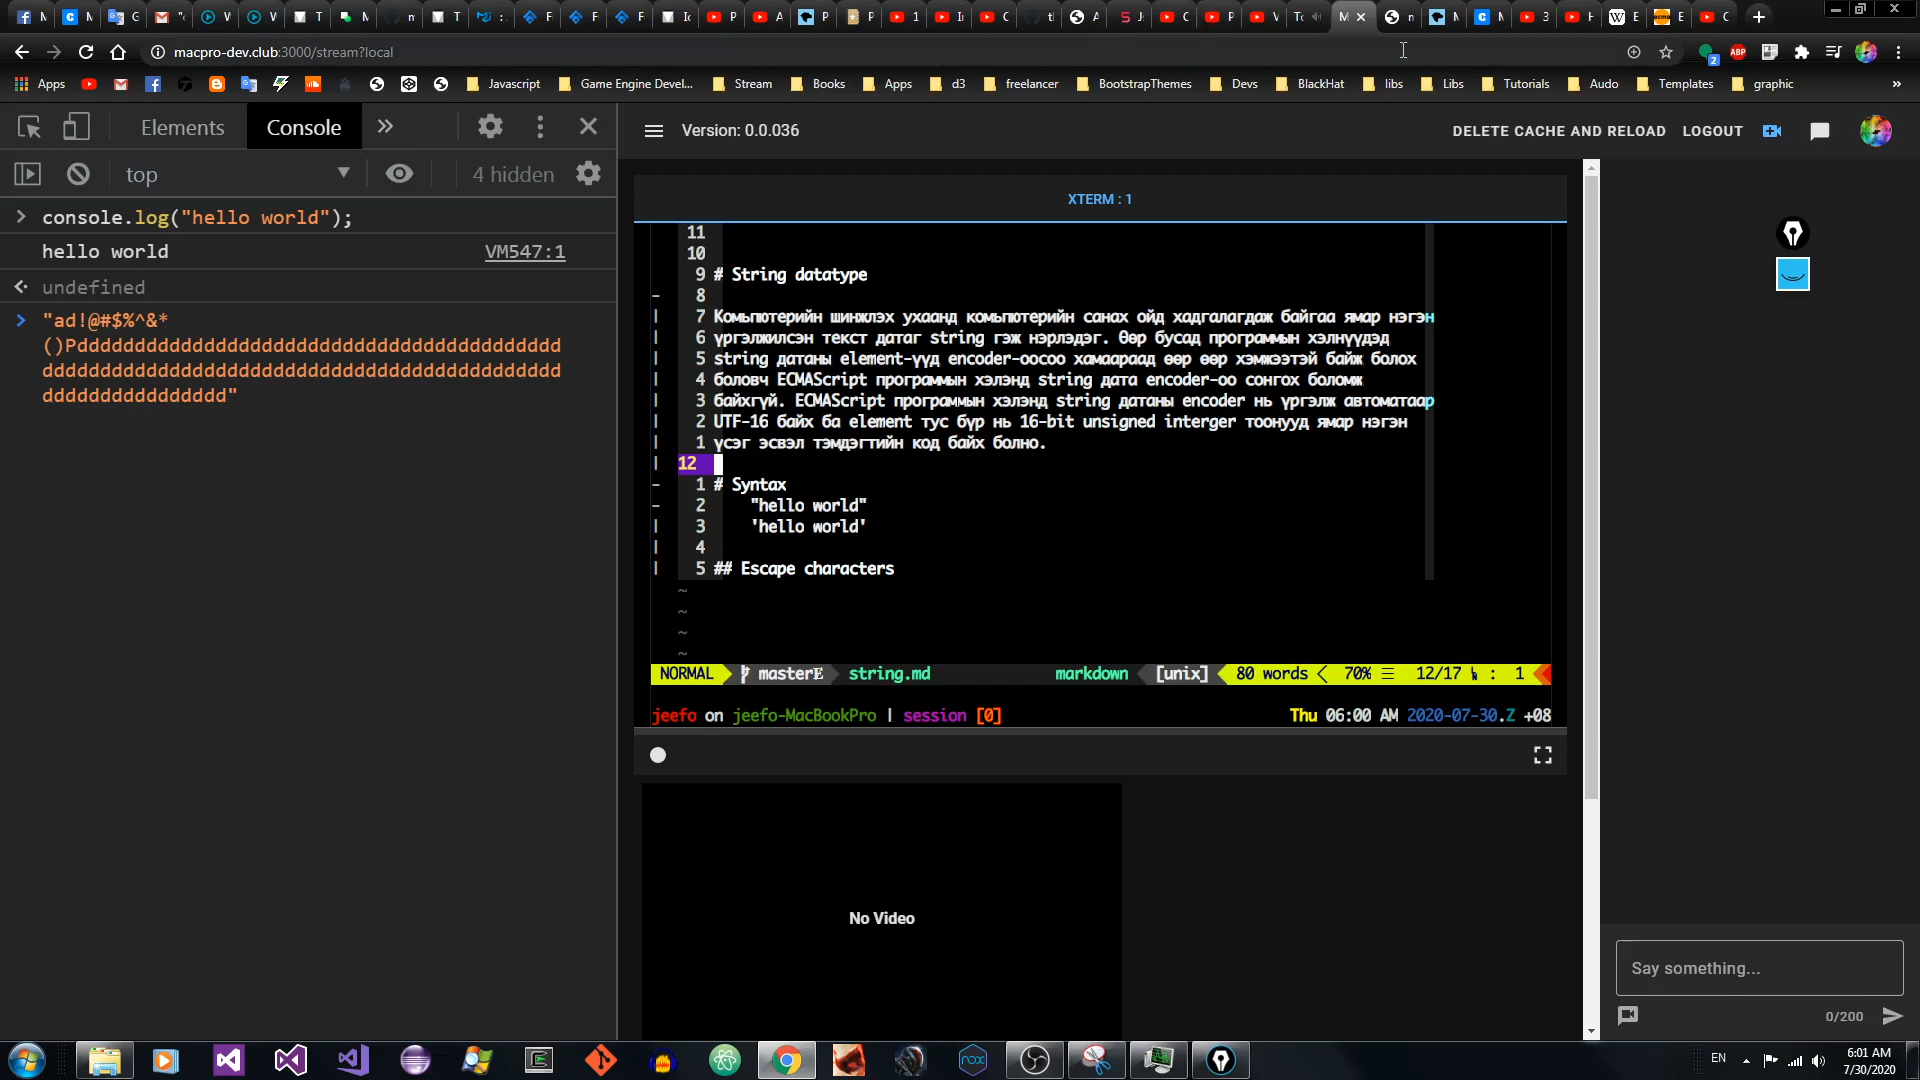 macpro-dev.club:3000/stream?local
Apps
Javascript
Game Engine Devel...
Stream
Books
Apps
d3
freelancer
BootstrapThemes
Devs
BlackHat
libs
Libs
Tutorials
Audo
Templates
graphic
Elements
Console
top
4 hidden
> console.log("hello world");
hello world VM547:1
undefined
"ad!@#$%^&*
()Pdddddddddddddddddddddddddddddddddddddddddd
ddddddddddddddddddddddddddddddddddddddddddddd
dddddddddddddddd"
Version: 0.0.036
DELETE CACHE AND RELOAD
LOGOUT
XTERM : 1
11
10
9 # String datatype
8
7 Компьютерийн шинжлэх ухаанд компьютерийн санах ойд хадгалагдаж байгаа ямар нэгэн
6 үргэлжилсэн текст датаг string гэж нэрлэдэг. Өөр бусад программын хэлнүүдэд
5 string датаны element-үүд encoder-оосоо хамаараад өөр өөр хэмжээтэй байж болох
4 боловч ECMAScript программын хэлэнд string дата encoder-оо сонгох боломж
3 байхгүй. ECMAScript программын хэлэнд string датаны encoder нь үргэлж автоматаар
2 UTF-16 байх ба element тус бүр нь 16-bit unsigned interger тоонууд ямар нэгэн
1 үсэг эсвэл тэмдэгтийн код байх болно.
12
1 # Syntax
2 "hello world"
3 'hello world'
4
5 ## Escape characters
~
~
~
~
NORMAL master string.md markdown [unix] 80 words 70% 12/17 : 1
jeefo on jeefo-MacBookPro | session [0] Thu 06:00 AM 2020-07-30.Z +08
No Video
Say something...
0/200
EN
6:01 AM
7/30/2020